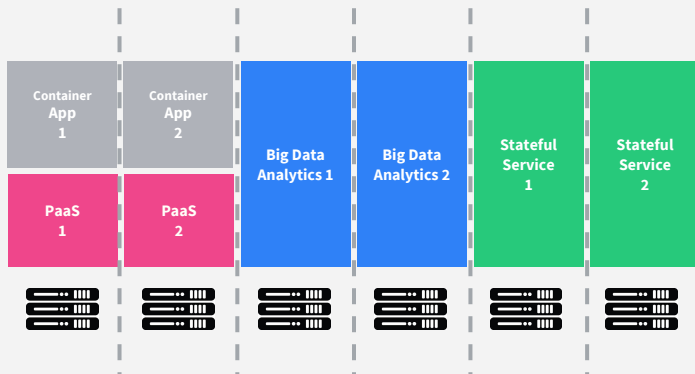 Container
App
1
Container
App
2
PaaS
1
PaaS
2
Big Data
Analytics 1
Big Data
Analytics 2
Stateful
Service
1
Stateful
Service
2